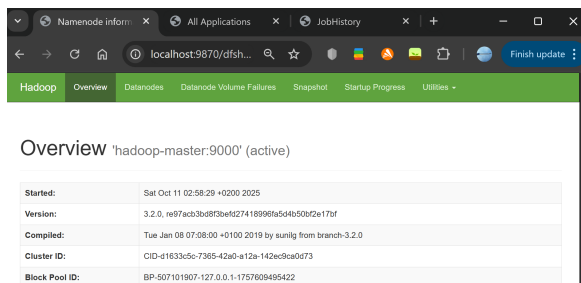 Namenode inform
All Applications
JobHistory
localhost:9870/dfsh...
Finish update
Hadoop Overview Datanodes Datanode Volume Failures Snapshot Startup Progress Utilities
Overview 'hadoop-master:9000' (active)
Started: Sat Oct 11 02:58:29 +0200 2025
Version: 3.2.0, re97acb3bd8f3befd27418996fa5d4b50bf2e17bf
Compiled: Tue Jan 08 07:08:00 +0100 2019 by sunilg from branch-3.2.0
Cluster ID: CID-d1633c5c-7365-42a0-a12a-142ec9ca0d73
Block Pool ID: BP-507101907-127.0.0.1-1757609495422